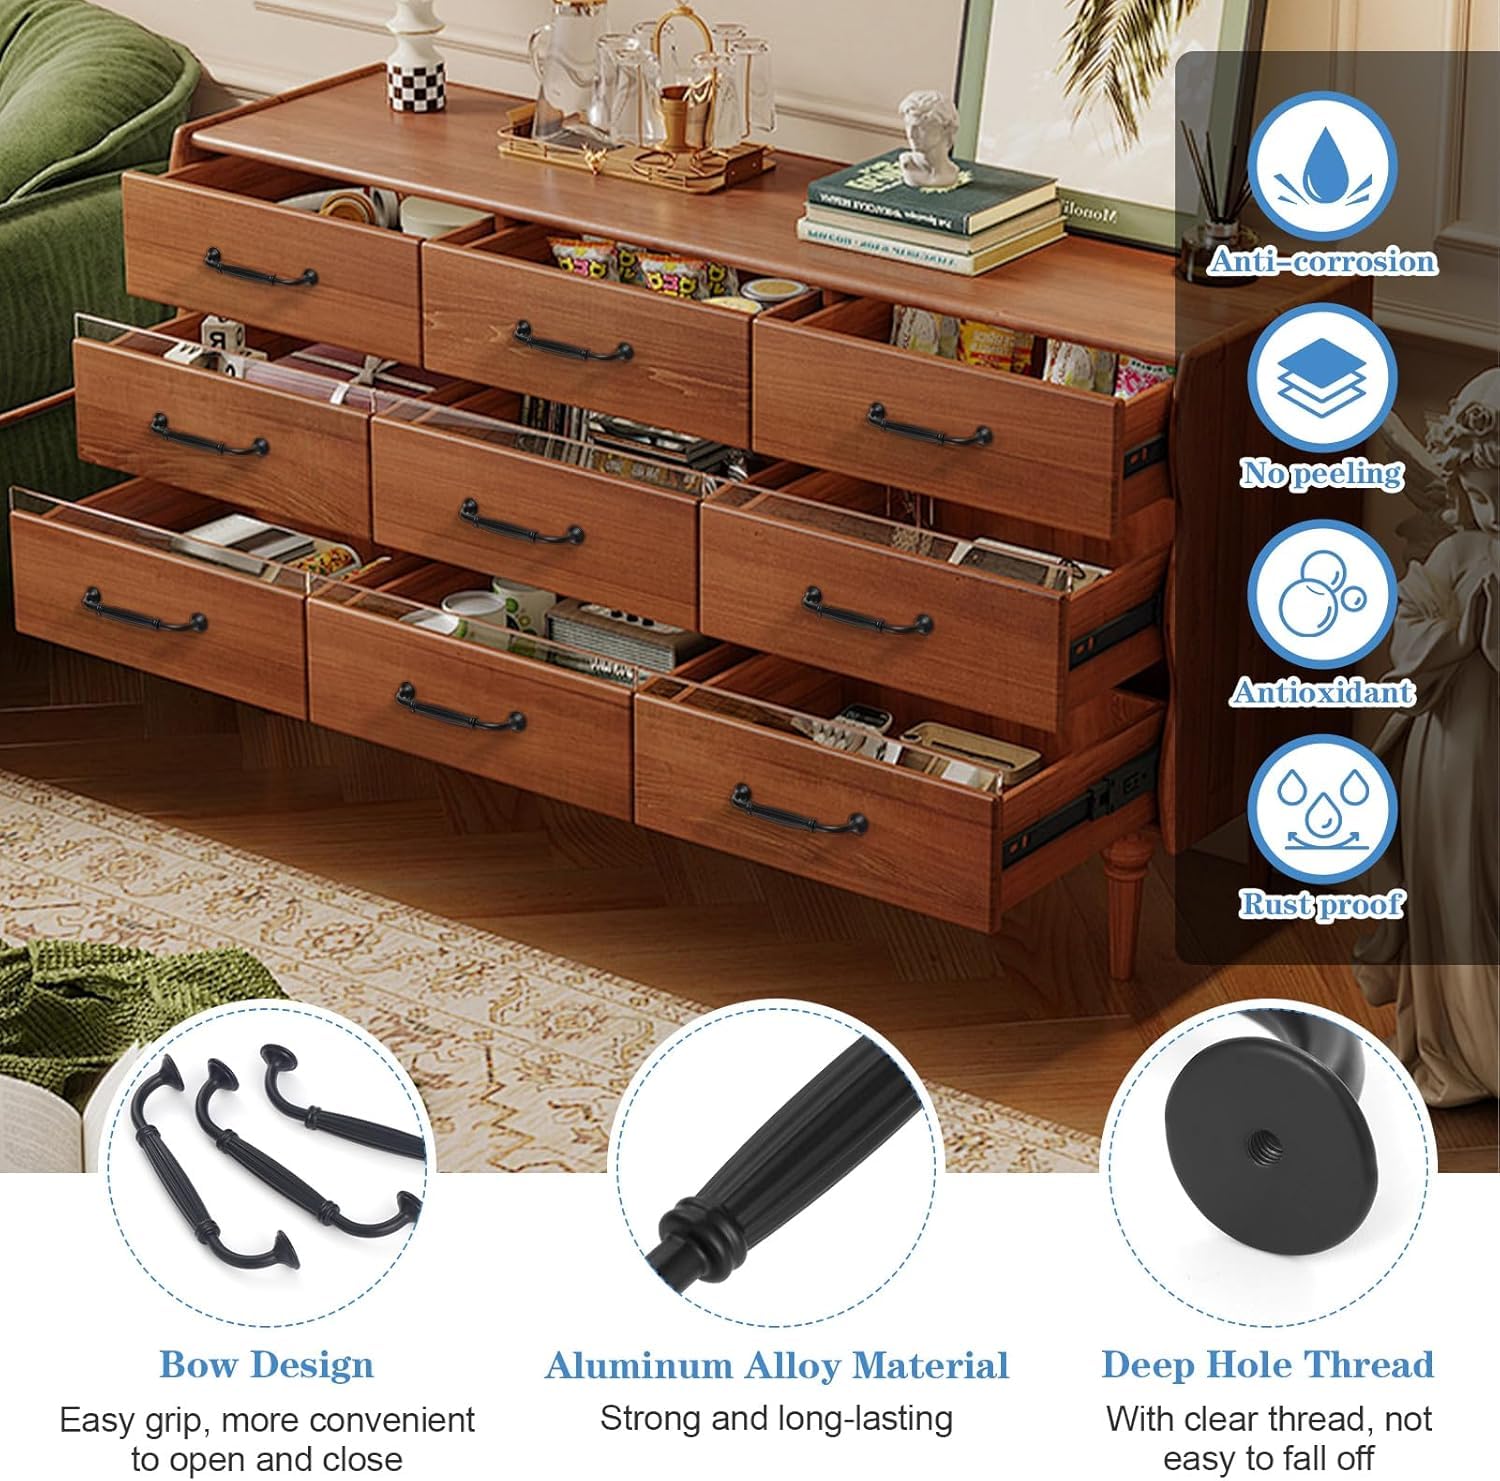 Monolit
Anti-corrosion
No peeling
Antioxidant
Rust proof
R
Bow Design
Easy grip, more convenient
to open and close
Aluminum Alloy Material
Strong and long-lasting
Deep Hole Thread
With clear thread, not
easy to fall off